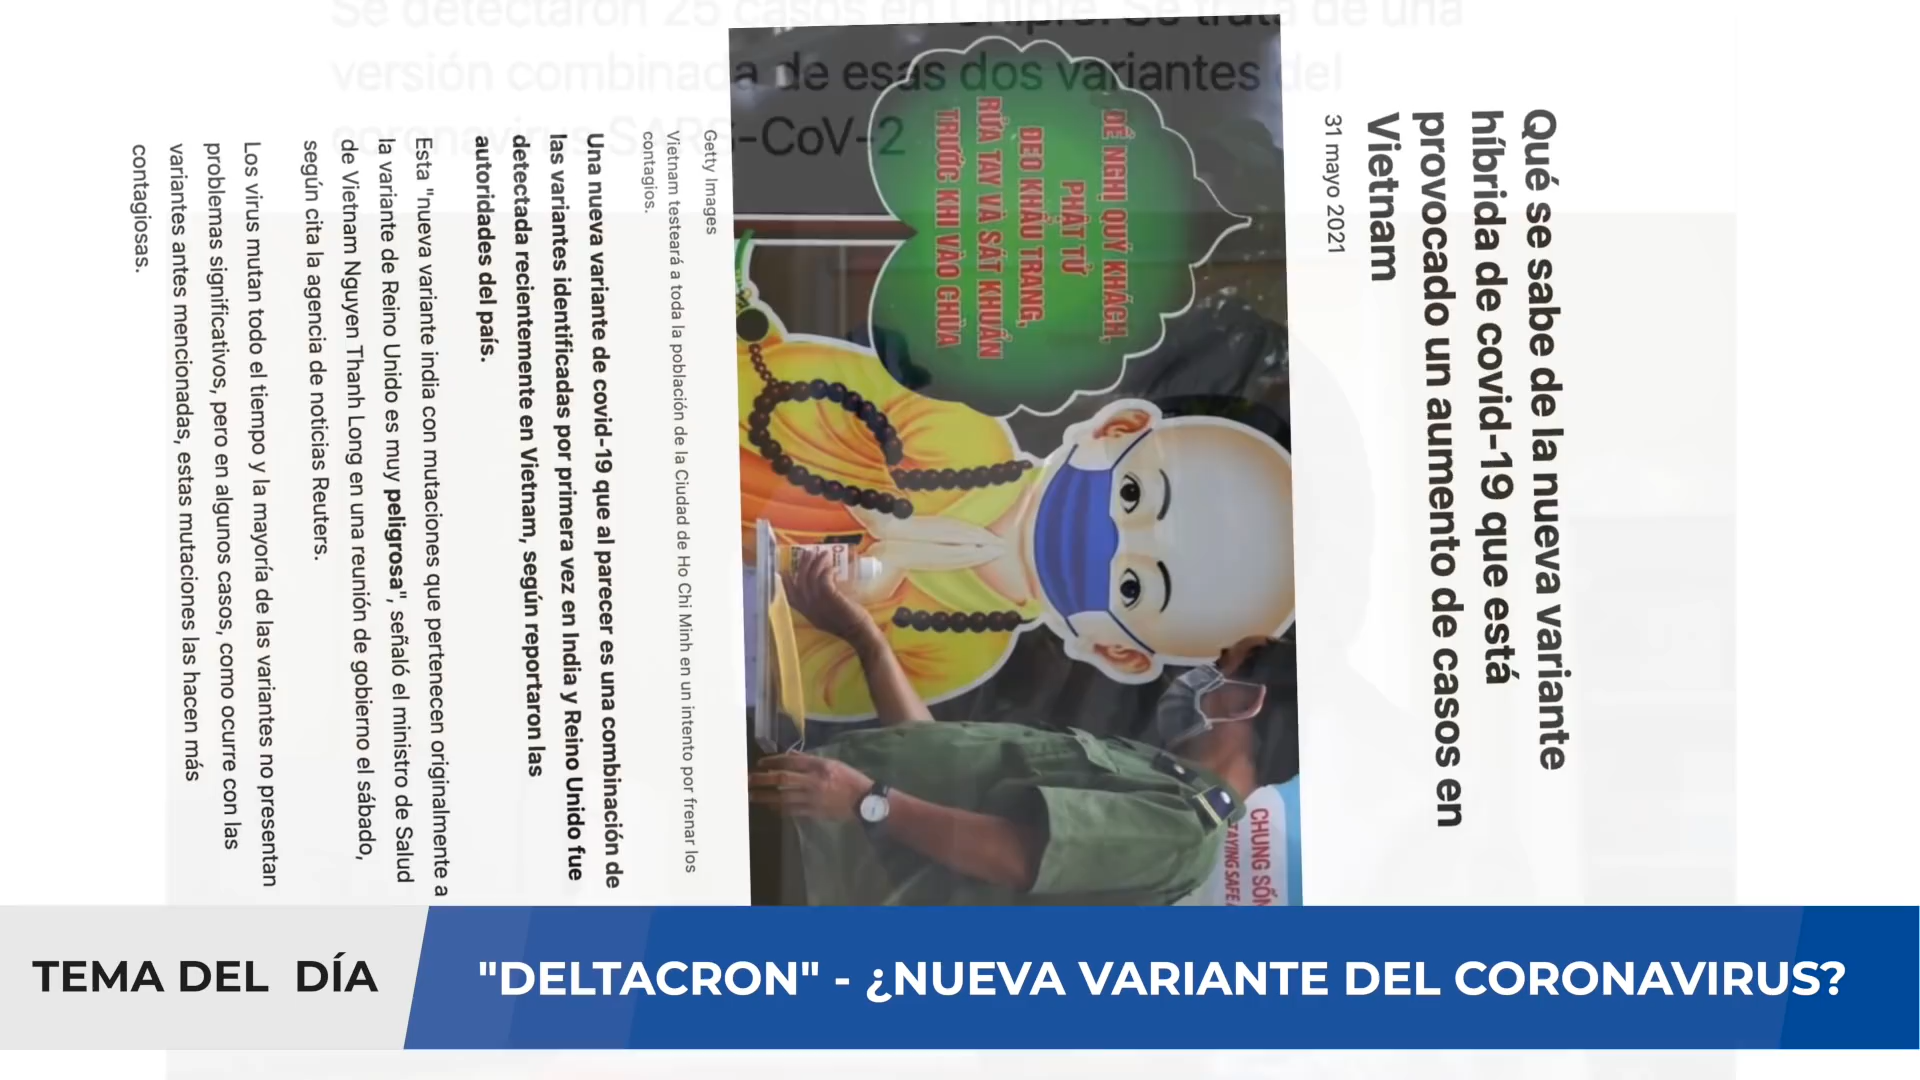 Se detectaron 25 casos en Chipre. Se trata de una
versión combinada de esas dos variantes del
coronavirus SARS-CoV-2
Qué se sabe de la nueva variante
híbrida de covid-19 que está
provocado un aumento de casos en
Vietnam
31 mayo 2021
ĐỀ NGHỊ QUÝ KHÁCH,
PHẬT TỬ
ĐEO KHẨU TRANG,
RỬA TAY VÀ SÁT KHUẨN
TRƯỚC KHI VÀO CHÙA
CHUNG SỐN
TAYING SAFE
Getty Images
Vietnam testeará a toda la población de la Ciudad de Ho Chi Minh en un intento por frenar los
contagios.
Una nueva variante de covid-19 que al parecer es una combinación de
las variantes identificadas por primera vez en India y Reino Unido fue
detectada recientemente en Vietnam, según reportaron las
autoridades del país.
Esta "nueva variante india con mutaciones que pertenecen originalmente a
la variante de Reino Unido es muy peligrosa", señaló el ministro de Salud
de Vietnam Nguyen Thanh Long en una reunión de gobierno el sábado,
según cita la agencia de noticias Reuters.
Los virus mutan todo el tiempo y la mayoría de las variantes no presentan
problemas significativos, pero en algunos casos, como ocurre con las
variantes antes mencionadas, estas mutaciones las hacen más
contagiosas.
TEMA DEL DÍA
"DELTACRON" - ¿NUEVA VARIANTE DEL CORONAVIRUS?